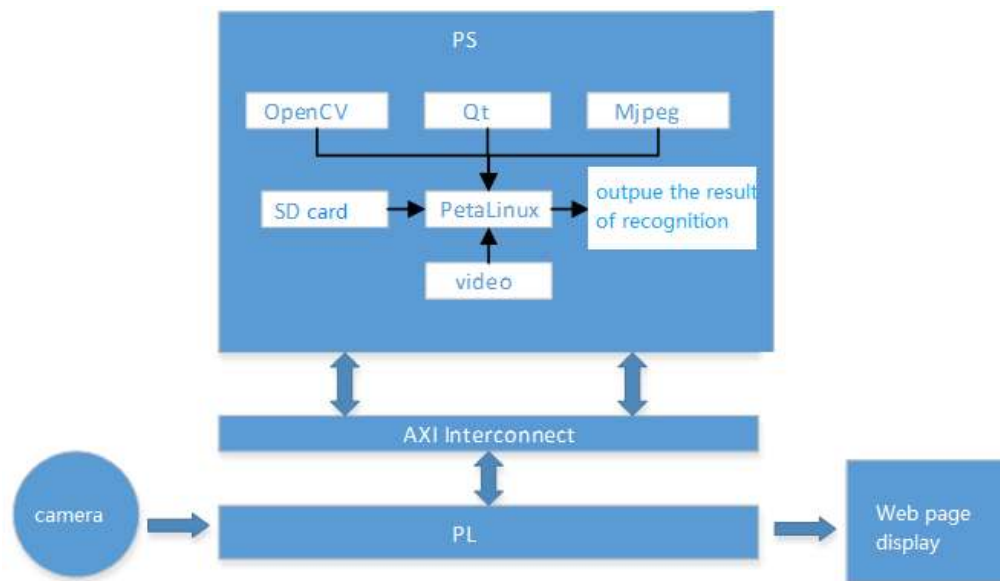 PS
OpenCV
Qt
Mjpeg
SD card
PetaLinux
outpue the result
of recognition
video
AXI Interconnect
camera
PL
Web page
display